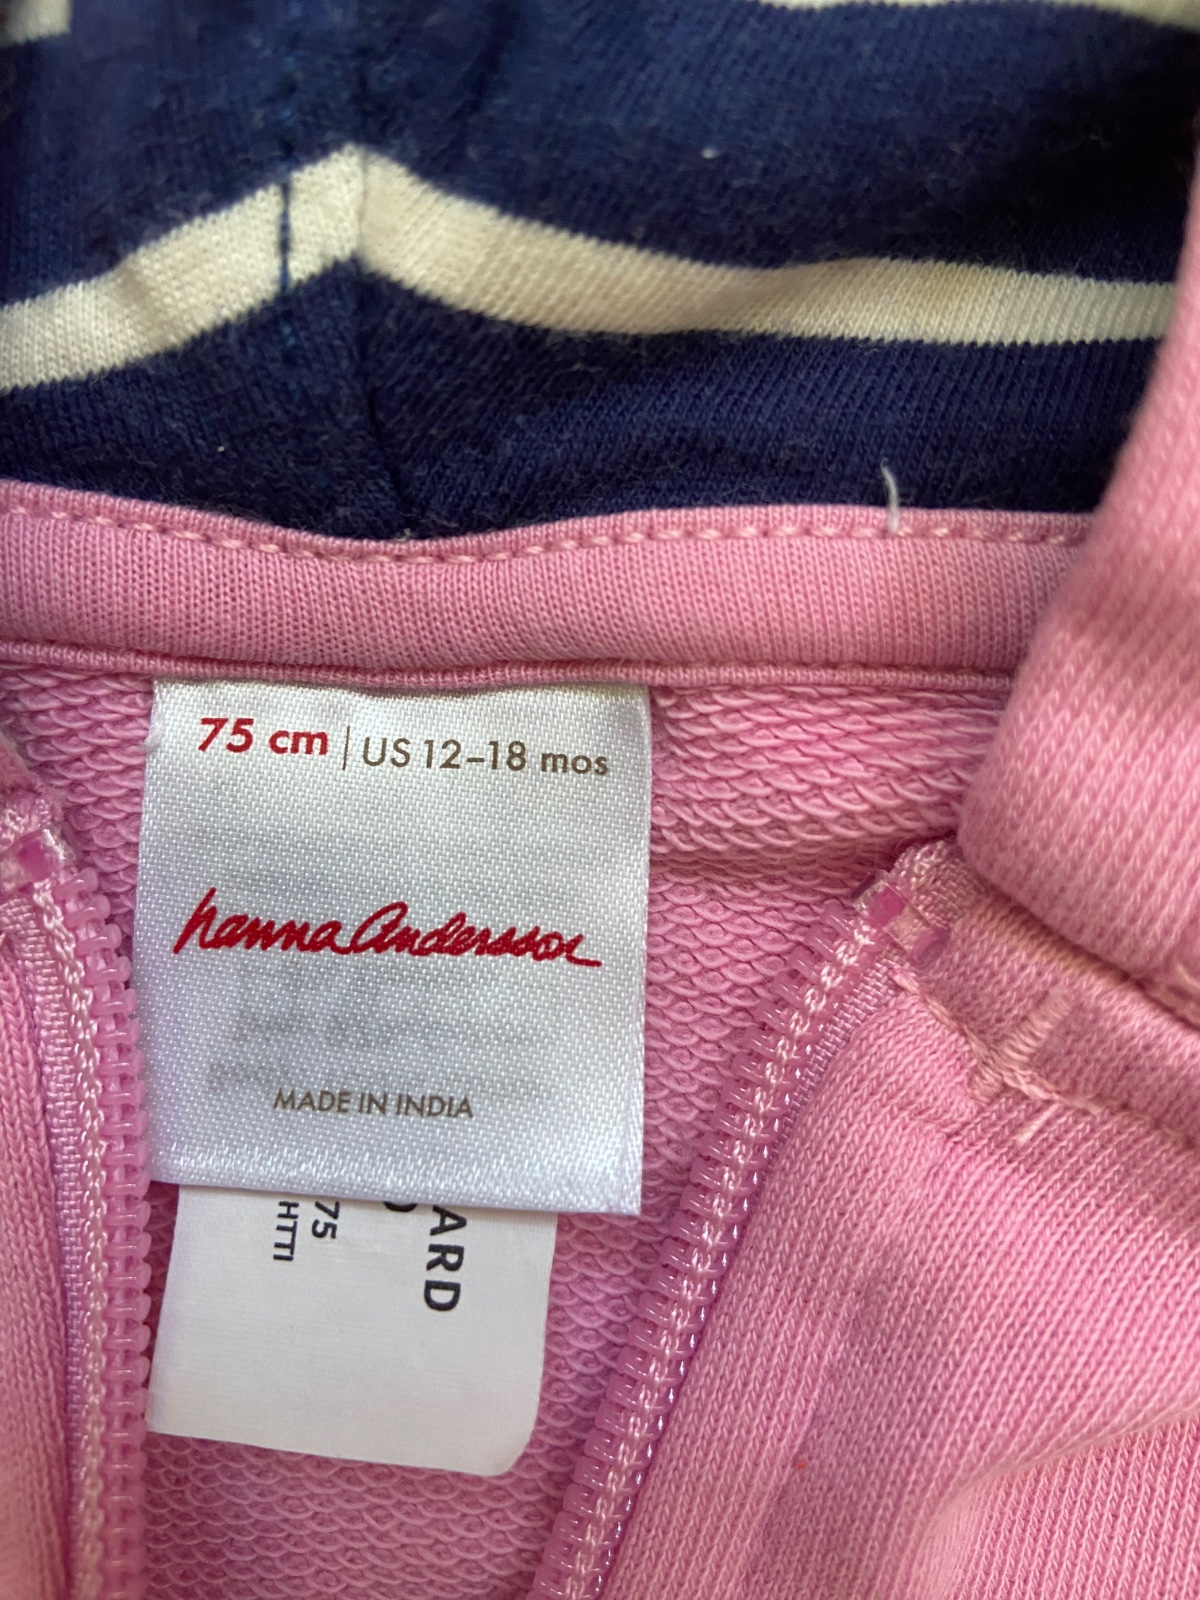 75 cm | US 12–18 mos
hanna Andersson
MADE IN INDIA
ARD
75
HTTI